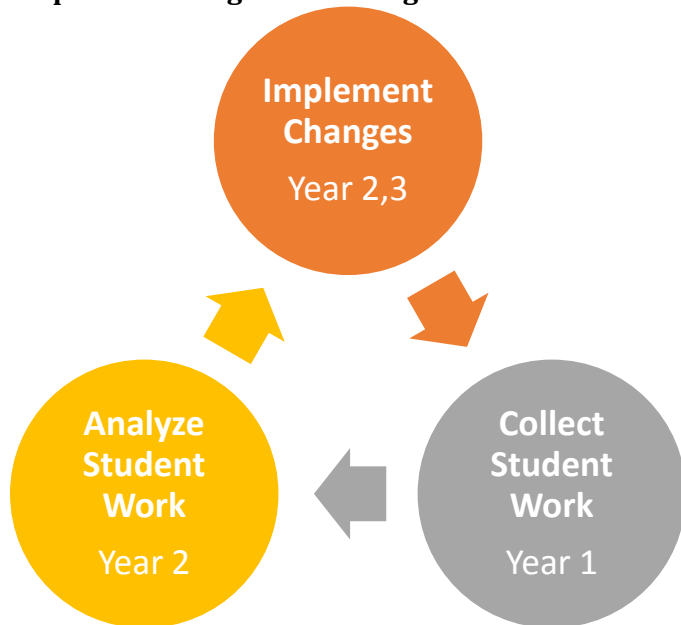 Implement
Changes
Year 2,3
Analyze
Student
Work
Year 2
Collect
Student
Work
Year 1